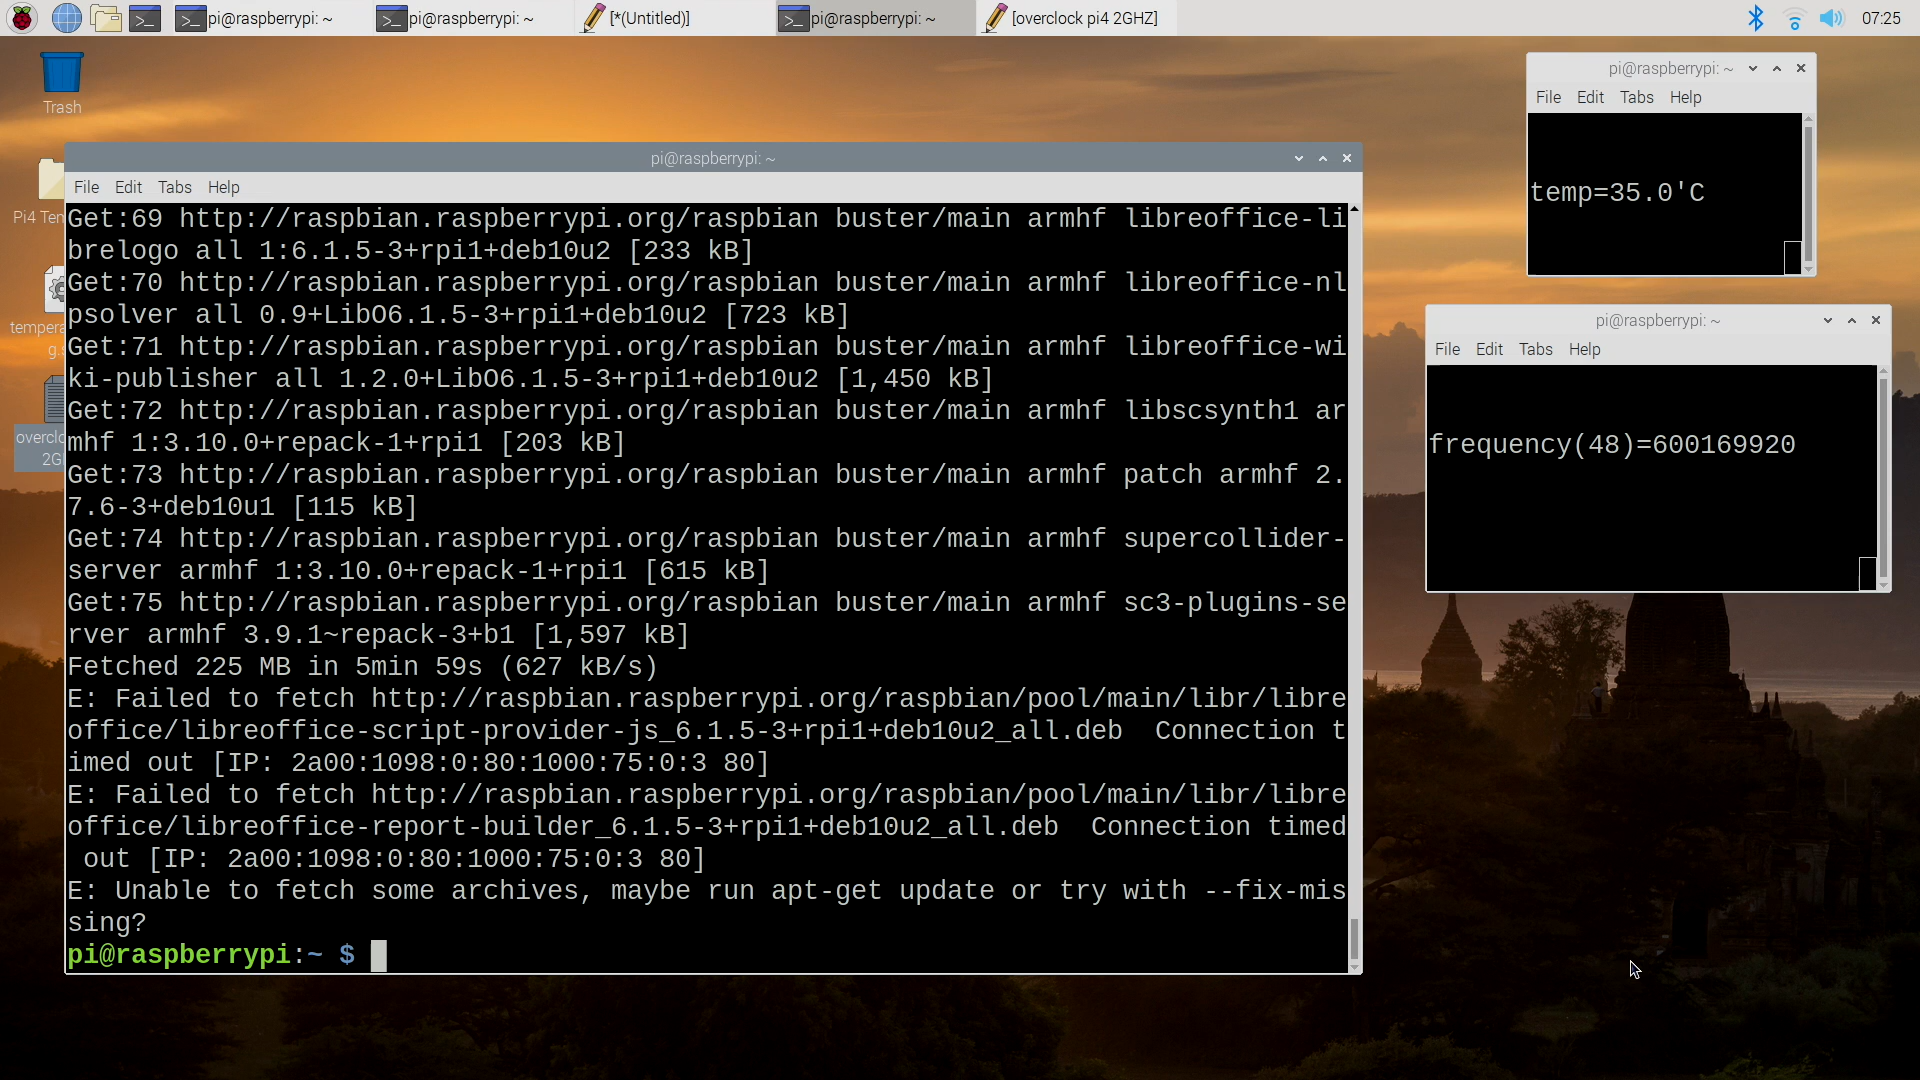 pi@raspberrypi: ~
pi@raspberrypi: ~
[*(Untitled)]
pi@raspberrypi: ~
[overclock pi4 2GHZ]
07:25
Trash
Pi4 Tem
tempera
g.s
overclo
2G
pi@raspberrypi: ~
File Edit Tabs Help
Get:69 http://raspbian.raspberrypi.org/raspbian buster/main armhf libreoffice-li
brelogo all 1:6.1.5-3+rpi1+deb10u2 [233 kB]
Get:70 http://raspbian.raspberrypi.org/raspbian buster/main armhf libreoffice-nl
psolver all 0.9+LibO6.1.5-3+rpi1+deb10u2 [723 kB]
Get:71 http://raspbian.raspberrypi.org/raspbian buster/main armhf libreoffice-wi
ki-publisher all 1.2.0+LibO6.1.5-3+rpi1+deb10u2 [1,450 kB]
Get:72 http://raspbian.raspberrypi.org/raspbian buster/main armhf libscsynth1 ar
mhf 1:3.10.0+repack-1+rpi1 [203 kB]
Get:73 http://raspbian.raspberrypi.org/raspbian buster/main armhf patch armhf 2.
7.6-3+deb10u1 [115 kB]
Get:74 http://raspbian.raspberrypi.org/raspbian buster/main armhf supercollider-
server armhf 1:3.10.0+repack-1+rpi1 [615 kB]
Get:75 http://raspbian.raspberrypi.org/raspbian buster/main armhf sc3-plugins-se
rver armhf 3.9.1~repack-3+b1 [1,597 kB]
Fetched 225 MB in 5min 59s (627 kB/s)
E: Failed to fetch http://raspbian.raspberrypi.org/raspbian/pool/main/libr/libre
office/libreoffice-script-provider-js_6.1.5-3+rpi1+deb10u2_all.deb  Connection t
imed out [IP: 2a00:1098:0:80:1000:75:0:3 80]
E: Failed to fetch http://raspbian.raspberrypi.org/raspbian/pool/main/libr/libre
office/libreoffice-report-builder_6.1.5-3+rpi1+deb10u2_all.deb  Connection timed
 out [IP: 2a00:1098:0:80:1000:75:0:3 80]
E: Unable to fetch some archives, maybe run apt-get update or try with --fix-mis
sing?
pi@raspberrypi:~ $
pi@raspberrypi: ~
File Edit Tabs Help
temp=35.0'C
pi@raspberrypi: ~
File Edit Tabs Help
frequency(48)=600169920